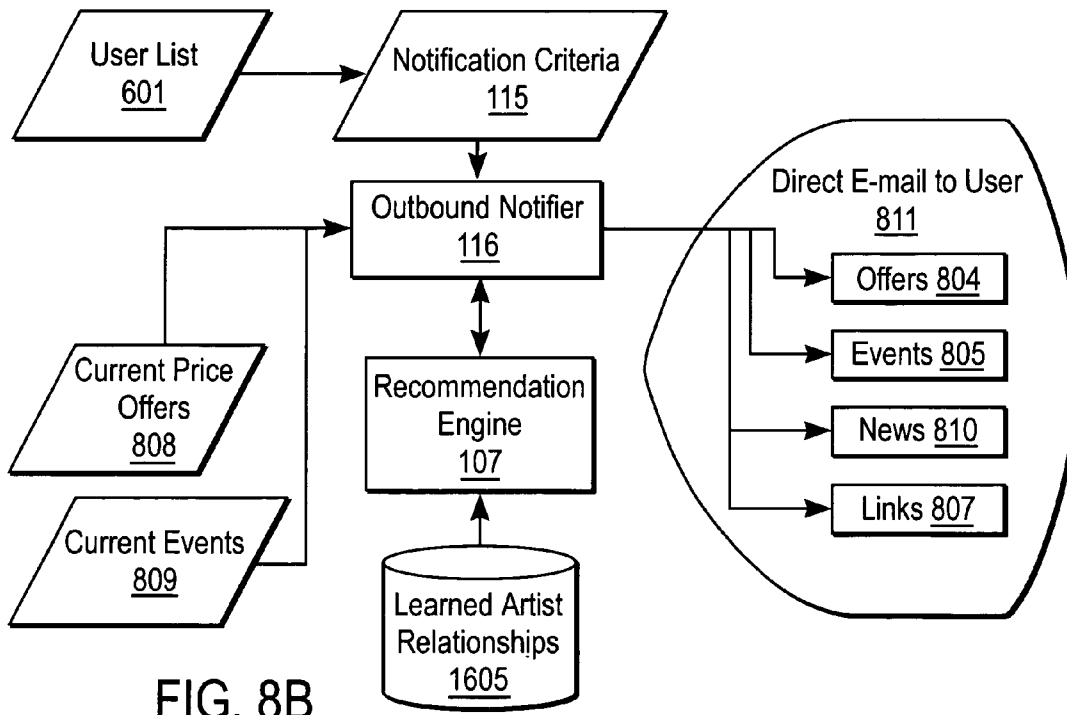 User List
601
Notification Criteria
115
Outbound Notifier
116
Direct E-mail to User
811
Offers 804
Events 805
News 810
Links 807
Current Price
Offers
808
Recommendation
Engine
107
Current Events
809
Learned Artist
Relationships
1605
FIG. 8B